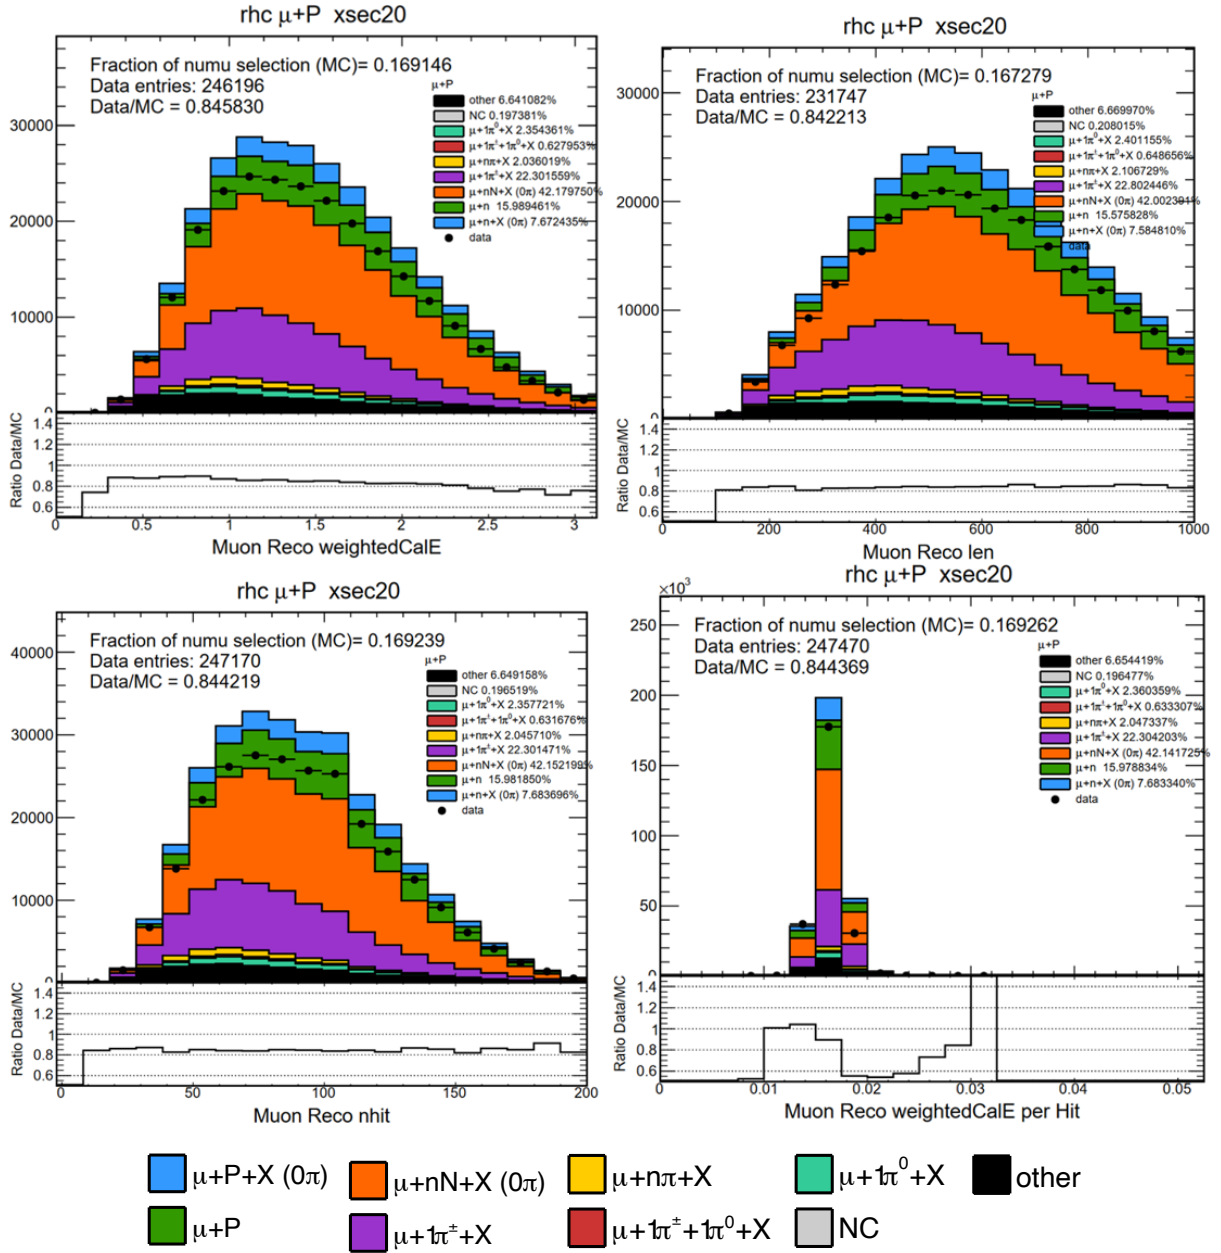 rhc μ+P xsec20
Fraction of numu selection (MC)= 0.169146
Data entries: 246196
Data/MC = 0.845830
μ+P
other 6.641082%
NC 0.197381%
μ+1π⁰+X 2.354361%
μ+1π±+1π⁰+X 0.627953%
μ+nπ+X 2.036019%
μ+1π±+X 22.301559%
μ+nN+X (0π) 42.179750%
μ+n 15.989461%
μ+n+X (0π) 7.672435%
data
30000
20000
10000
0
Ratio Data/MC
1.4
1.2
1
0.8
0.6
0 0.5 1 1.5 2 2.5 3
Muon Reco weightedCalE
rhc μ+P xsec20
Fraction of numu selection (MC)= 0.167279
Data entries: 231747
Data/MC = 0.842213
μ+P
other 6.669970%
NC 0.208015%
μ+1π⁰+X 2.401155%
μ+1π±+1π⁰+X 0.648656%
μ+nπ+X 2.106729%
μ+1π±+X 22.802446%
μ+nN+X (0π) 42.002391%
μ+n 15.575828%
μ+n+X (0π) 7.584810%
data
30000
20000
10000
0
Ratio Data/MC
1.4
1.2
1
0.8
0.6
200 400 600 800 1000
Muon Reco len
rhc μ+P xsec20
Fraction of numu selection (MC)= 0.169239
Data entries: 247170
Data/MC = 0.844219
μ+P
other 6.649158%
NC 0.196519%
μ+1π⁰+X 2.357721%
μ+1π±+1π⁰+X 0.631676%
μ+nπ+X 2.045710%
μ+1π±+X 22.301471%
μ+nN+X (0π) 42.152199%
μ+n 15.981850%
μ+n+X (0π) 7.683696%
data
40000
30000
20000
10000
0
Ratio Data/MC
1.4
1.2
1
0.8
0.6
0 50 100 150 200
Muon Reco nhit
rhc μ+P xsec20
×10³
Fraction of numu selection (MC)= 0.169262
Data entries: 247470
Data/MC = 0.844369
μ+P
other 6.654419%
NC 0.196477%
μ+1π⁰+X 2.360359%
μ+1π±+1π⁰+X 0.633307%
μ+nπ+X 2.047337%
μ+1π±+X 22.304203%
μ+nN+X (0π) 42.141725%
μ+n 15.978834%
μ+n+X (0π) 7.683340%
data
250
200
150
100
50
0
Ratio Data/MC
1.4
1.2
1
0.8
0.6
0 0.01 0.02 0.03 0.04 0.05
Muon Reco weightedCalE per Hit
μ+P+X (0π) μ+nN+X (0π) μ+nπ+X μ+1π⁰+X other
μ+P μ+1π±+X μ+1π±+1π⁰+X NC